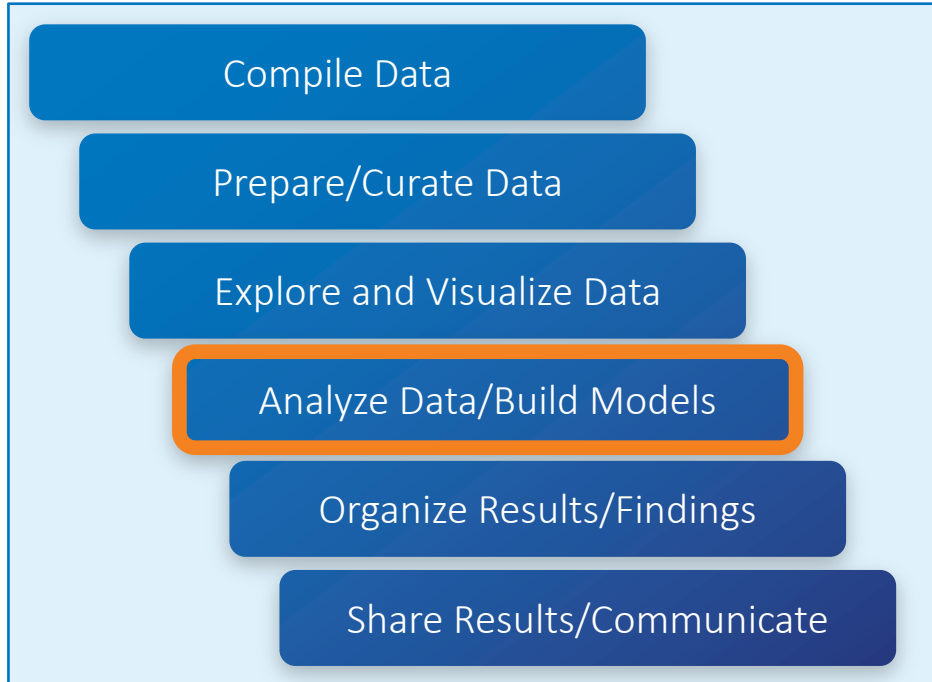 Compile Data
Prepare/Curate Data
Explore and Visualize Data
Analyze Data/Build Models
Organize Results/Findings
Share Results/Communicate